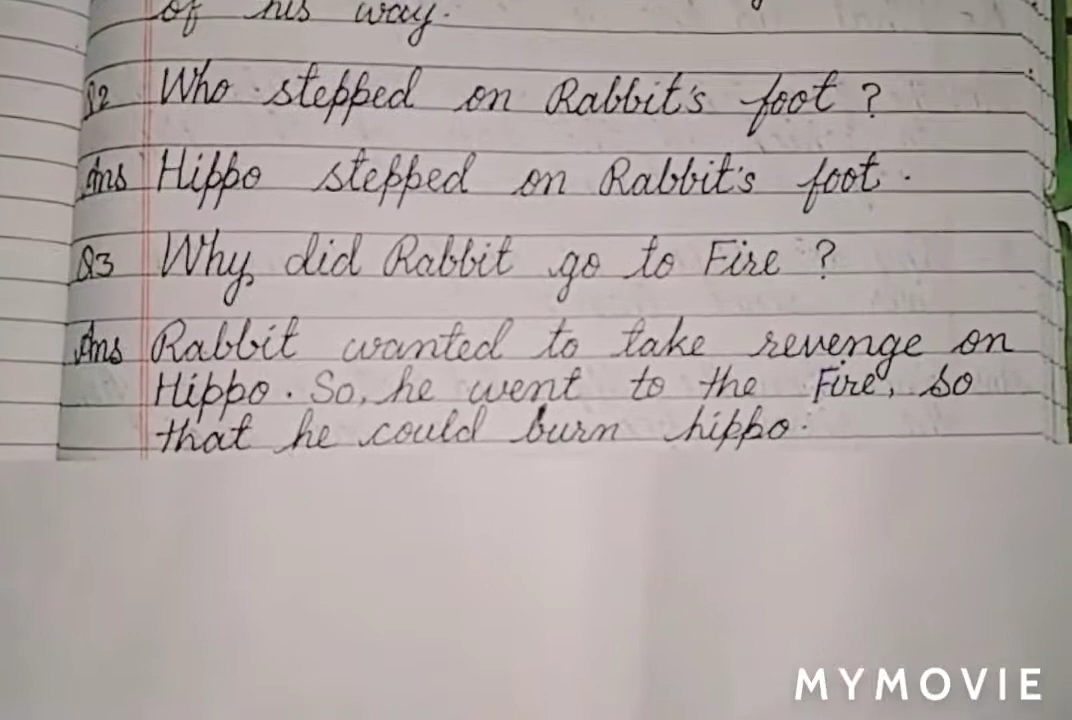 of his way.
Q2 Who stepped on Rabbit's foot ?
Ans Hippo stepped on Rabbit's foot.
Q3 Why did Rabbit go to Fire ?
Ans Rabbit wanted to take revenge on
Hippo. So, he went to the Fire, so
that he could burn hippo.
MYMOVIE